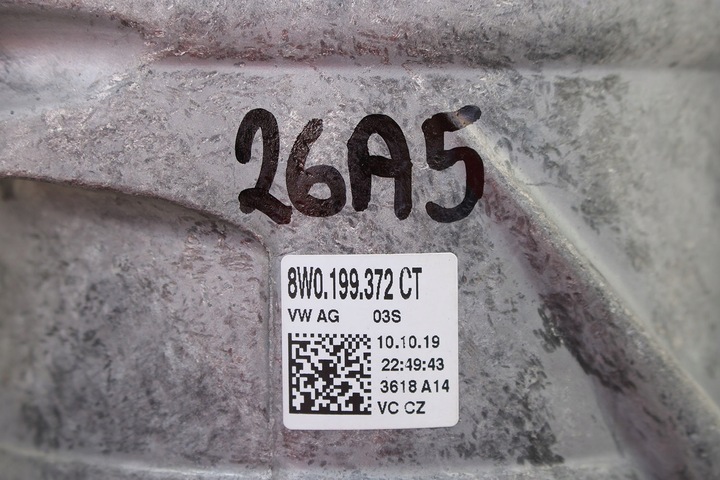 26A5
8W0.199.372 CT
VW AG 03S
10.10.19
22:49:43
3618 A14
VC CZ